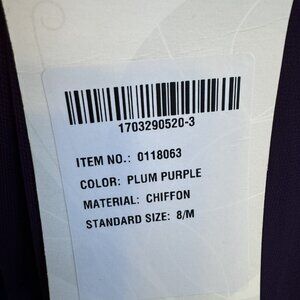 1703290520-3
ITEM NO.: 0118063
COLOR: PLUM PURPLE
MATERIAL: CHIFFON
STANDARD SIZE: 8/M